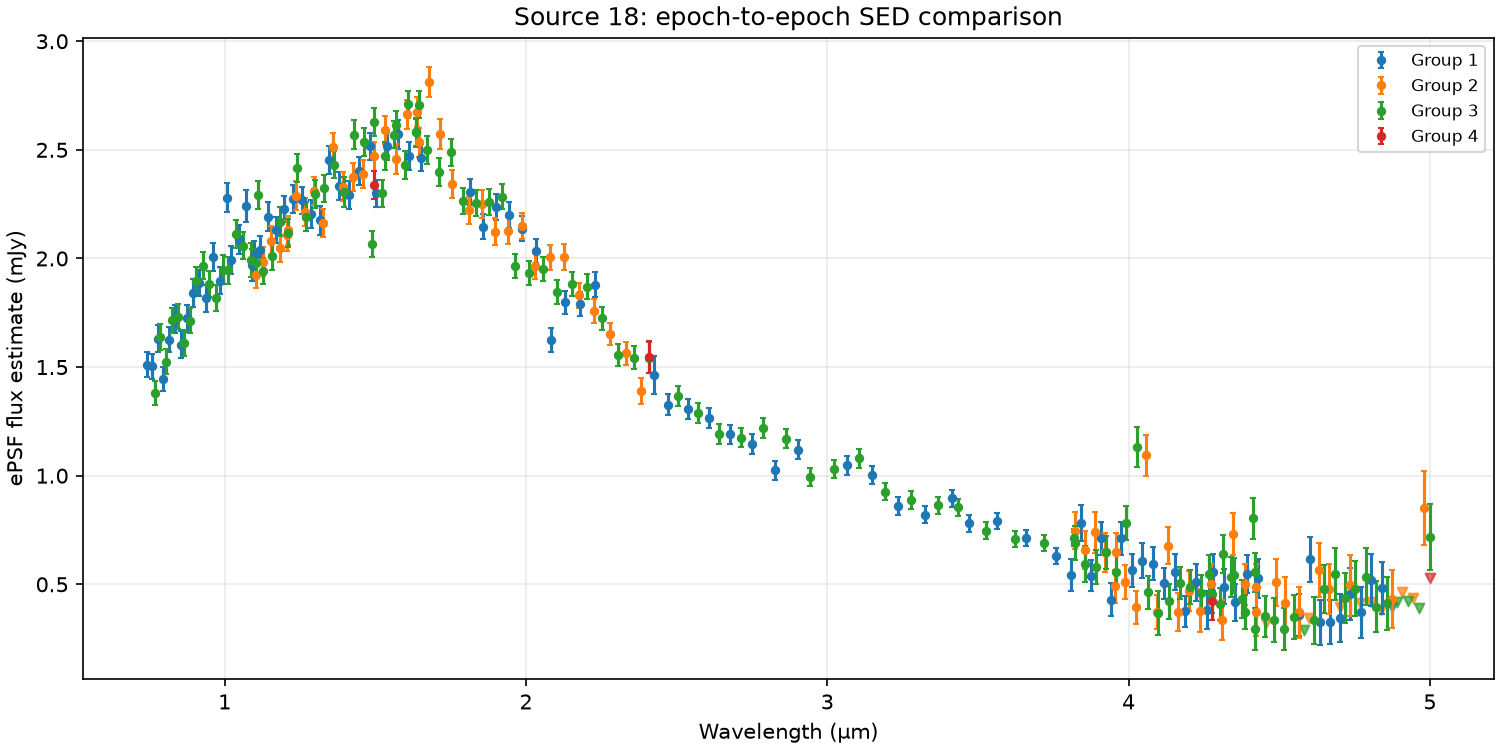 Source 18: epoch-to-epoch SED comparison
3.0
2.5
2.0
1.5
1.0
0.5
ePSF flux estimate (mJy)
Group 1
Group 2
Group 3
Group 4
1
2
3
4
5
Wavelength (μm)